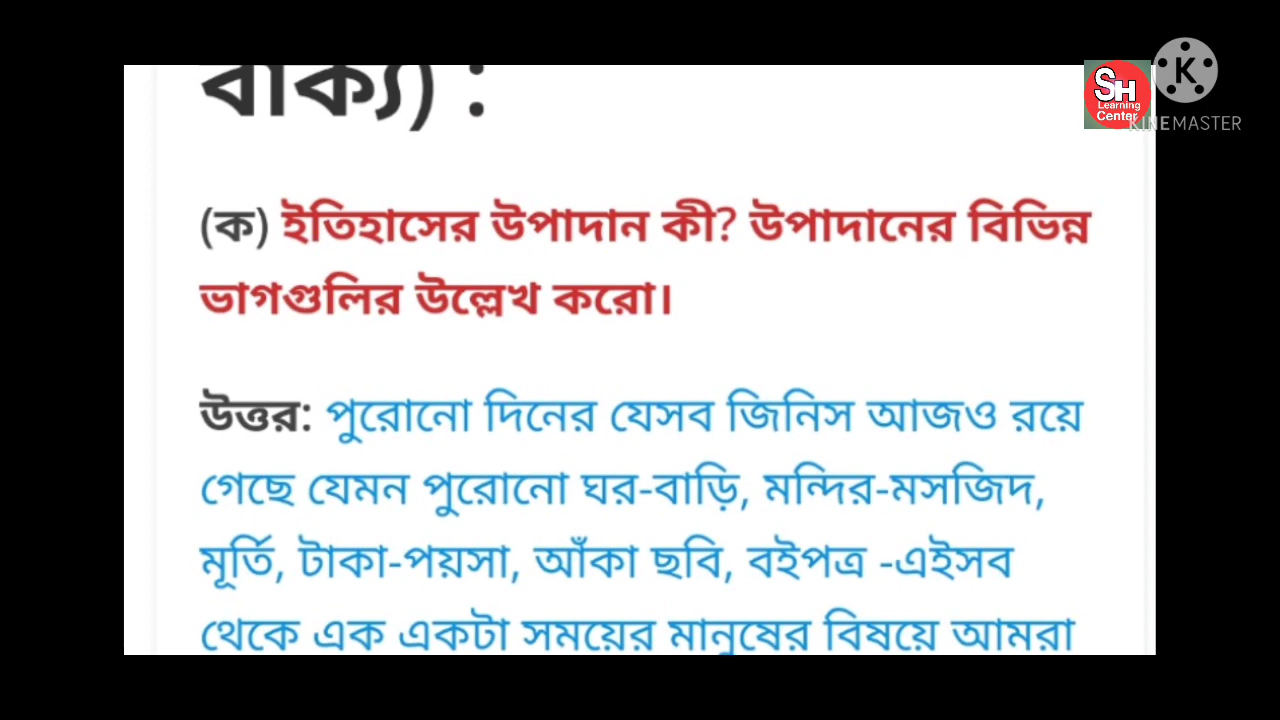 বাক্য) :
SH
Learning
Center
KINEMASTER
(ক) ইতিহাসের উপাদান কী? উপাদানের বিভিন্ন
ভাগগুলির উল্লেখ করো।
উত্তর: পুরোনো দিনের যেসব জিনিস আজও রয়ে
গেছে যেমন পুরোনো ঘর-বাড়ি, মন্দির-মসজিদ,
মূর্তি, টাকা-পয়সা, আঁকা ছবি, বইপত্র -এইসব
থেকে এক একটা সময়ের মানুষের বিষয়ে আমরা